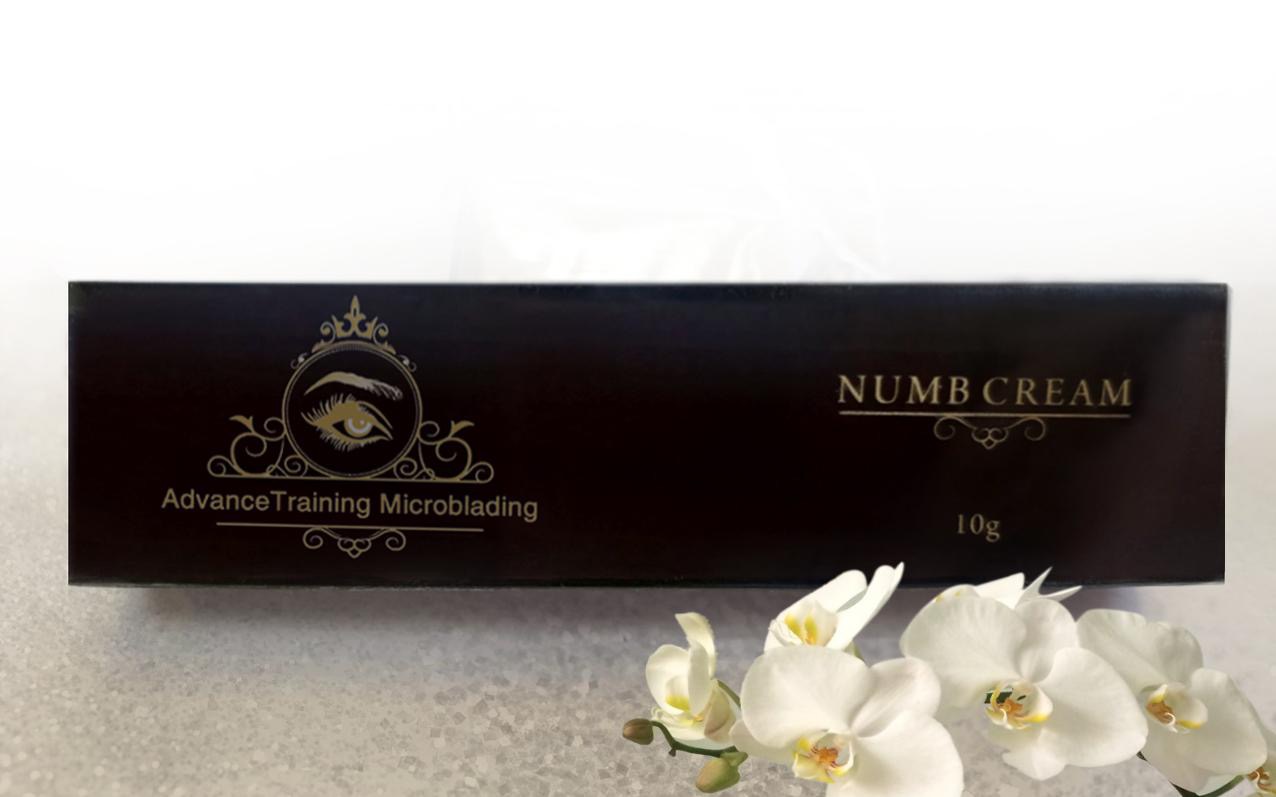 AdvanceTraining Microblading
NUMB CREAM
10g